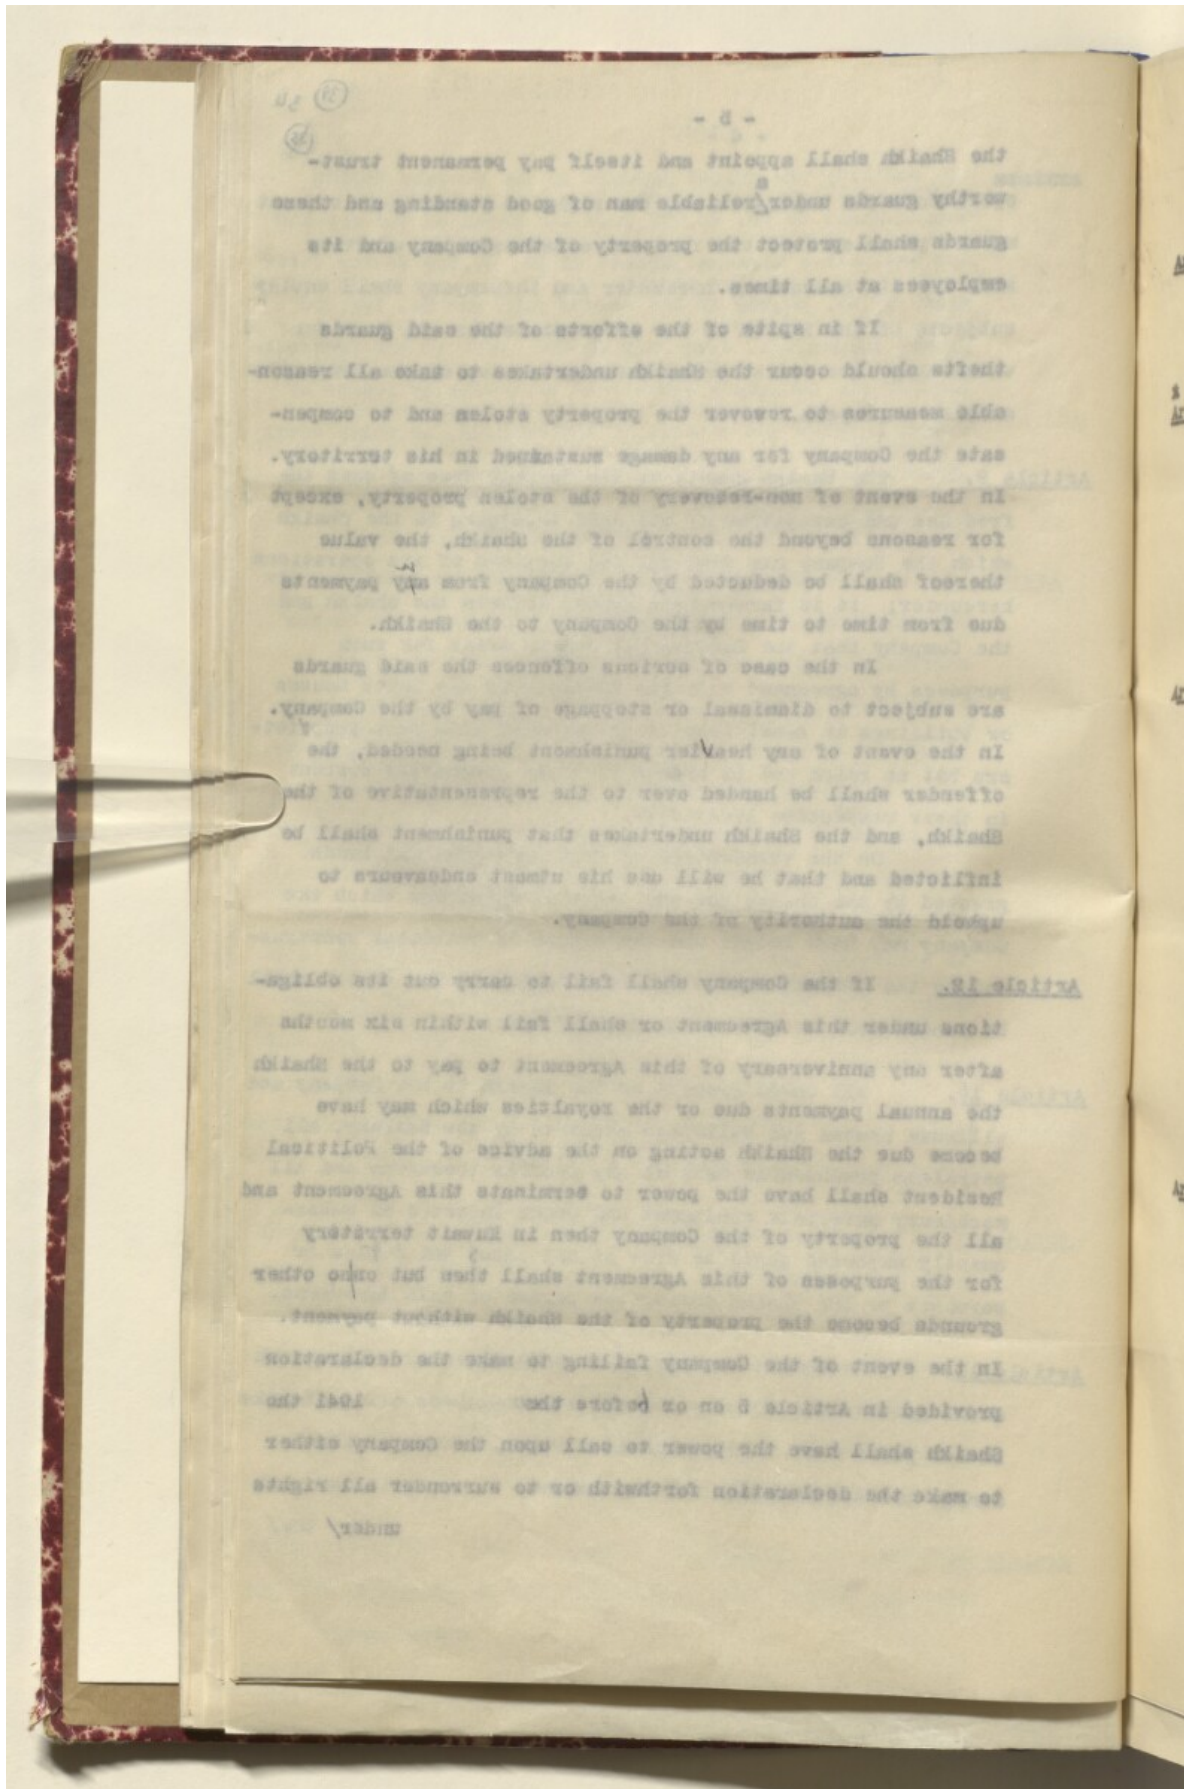 - 5 -
the Shaikh shall appoint and itself pay permanent trust-
worthy guards under a reliable man of good standing and these
guards shall protect the property of the Company and its
employees at all times.
If in spite of the efforts of the said guards
thefts should occur the Shaikh undertakes to take all reason-
able measures to recover the property stolen and to compen-
sate the Company for any damage sustained in his territory.
In the event of non-recovery of the stolen property, except
for reasons beyond the control of the Shaikh, the value
thereof shall be deducted by the Company from any payments
due from time to time by the Company to the Shaikh.
In the case of serious offences the said guards
are subject to dismissal or stoppage of pay by the Company.
In the event of any heavier punishment being needed, the
offender shall be handed over to the representative of the
Shaikh, and the Shaikh undertakes that punishment shall be
inflicted and that he will use his utmost endeavours to
uphold the authority of the Company.
Article 12. If the Company shall fail to carry out its obliga-
tions under this Agreement or shall fail within six months
after any anniversary of this Agreement to pay to the Shaikh
the annual payments due or the royalties which may have
become due the Shaikh acting on the advice of the Political
Resident shall have the power to terminate this Agreement and
all the property of the Company then in Kuwait terrytory
for the purposes of this Agreement shall then but on no other
grounds become the property of the Shaikh without payment.
In the event of the Company failing to make the declaration
provided in Article 5 on or before the 1941 the
Shaikh shall have the power to call upon the Company either
to make the declaration forthwith or to surrender all rights
under/